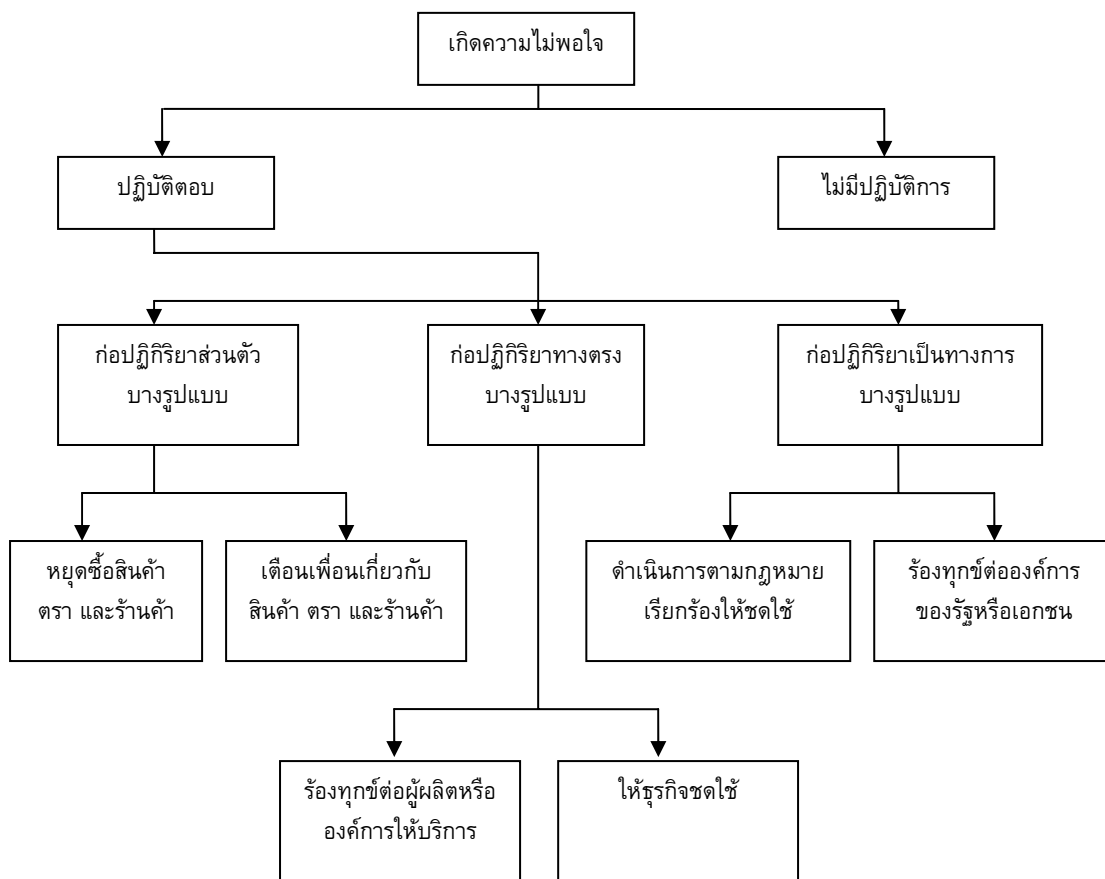 เกิดความไม่พอใจ
ปฏิบัติตอบ
ไม่มีปฏิบัติการ
ก่อปฏิกิริยาส่วนตัว
บางรูปแบบ
ก่อปฏิกิริยาทางตรง
บางรูปแบบ
ก่อปฏิกิริยาเป็นทางการ
บางรูปแบบ
หยุดซื้อสินค้า
ตรา และร้านค้า
เตือนเพื่อนเกี่ยวกับ
สินค้า ตรา และร้านค้า
ดำเนินการตามกฎหมาย
เรียกร้องให้ชดใช้
ร้องทุกข์ต่อองค์การ
ของรัฐหรือเอกชน
ร้องทุกข์ต่อผู้ผลิตหรือ
องค์การให้บริการ
ให้ธุรกิจชดใช้